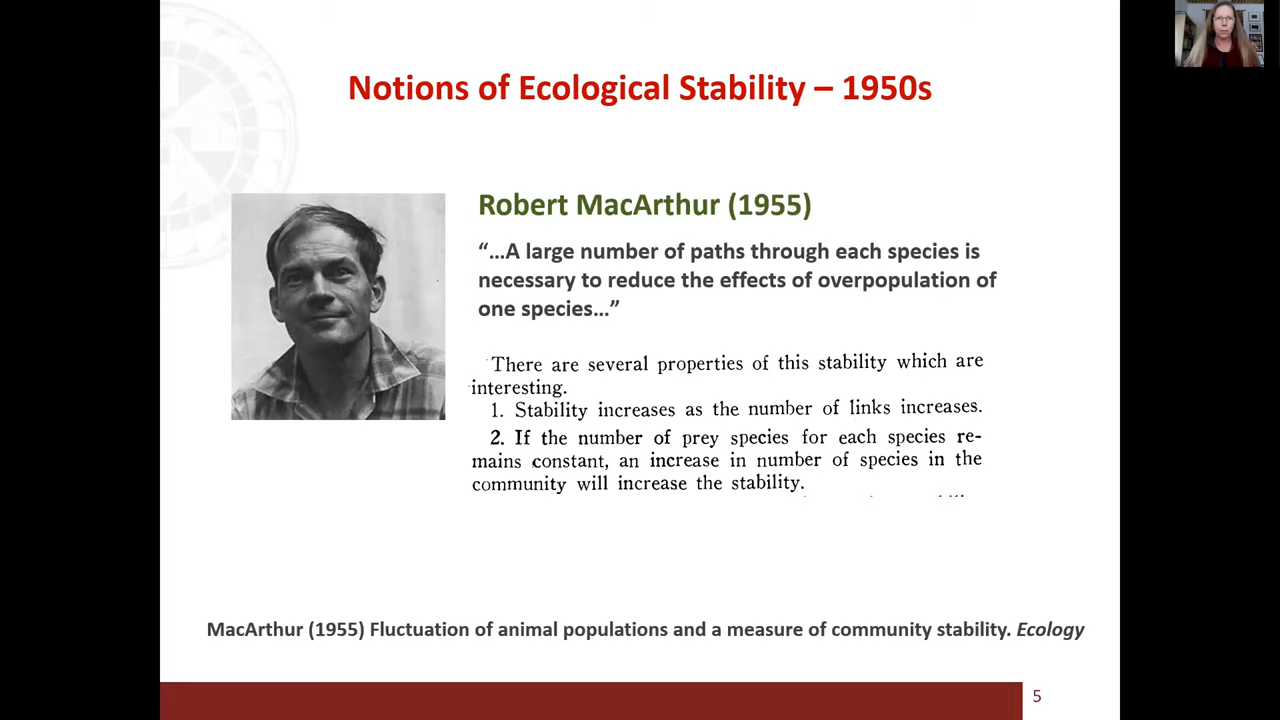 Notions of Ecological Stability – 1950s
Robert MacArthur (1955)
“…A large number of paths through each species is
necessary to reduce the effects of overpopulation of
one species…”
There are several properties of this stability which are
interesting.
1. Stability increases as the number of links increases.
2. If the number of prey species for each species re-
mains constant, an increase in number of species in the
community will increase the stability.
MacArthur (1955) Fluctuation of animal populations and a measure of community stability. Ecology
5